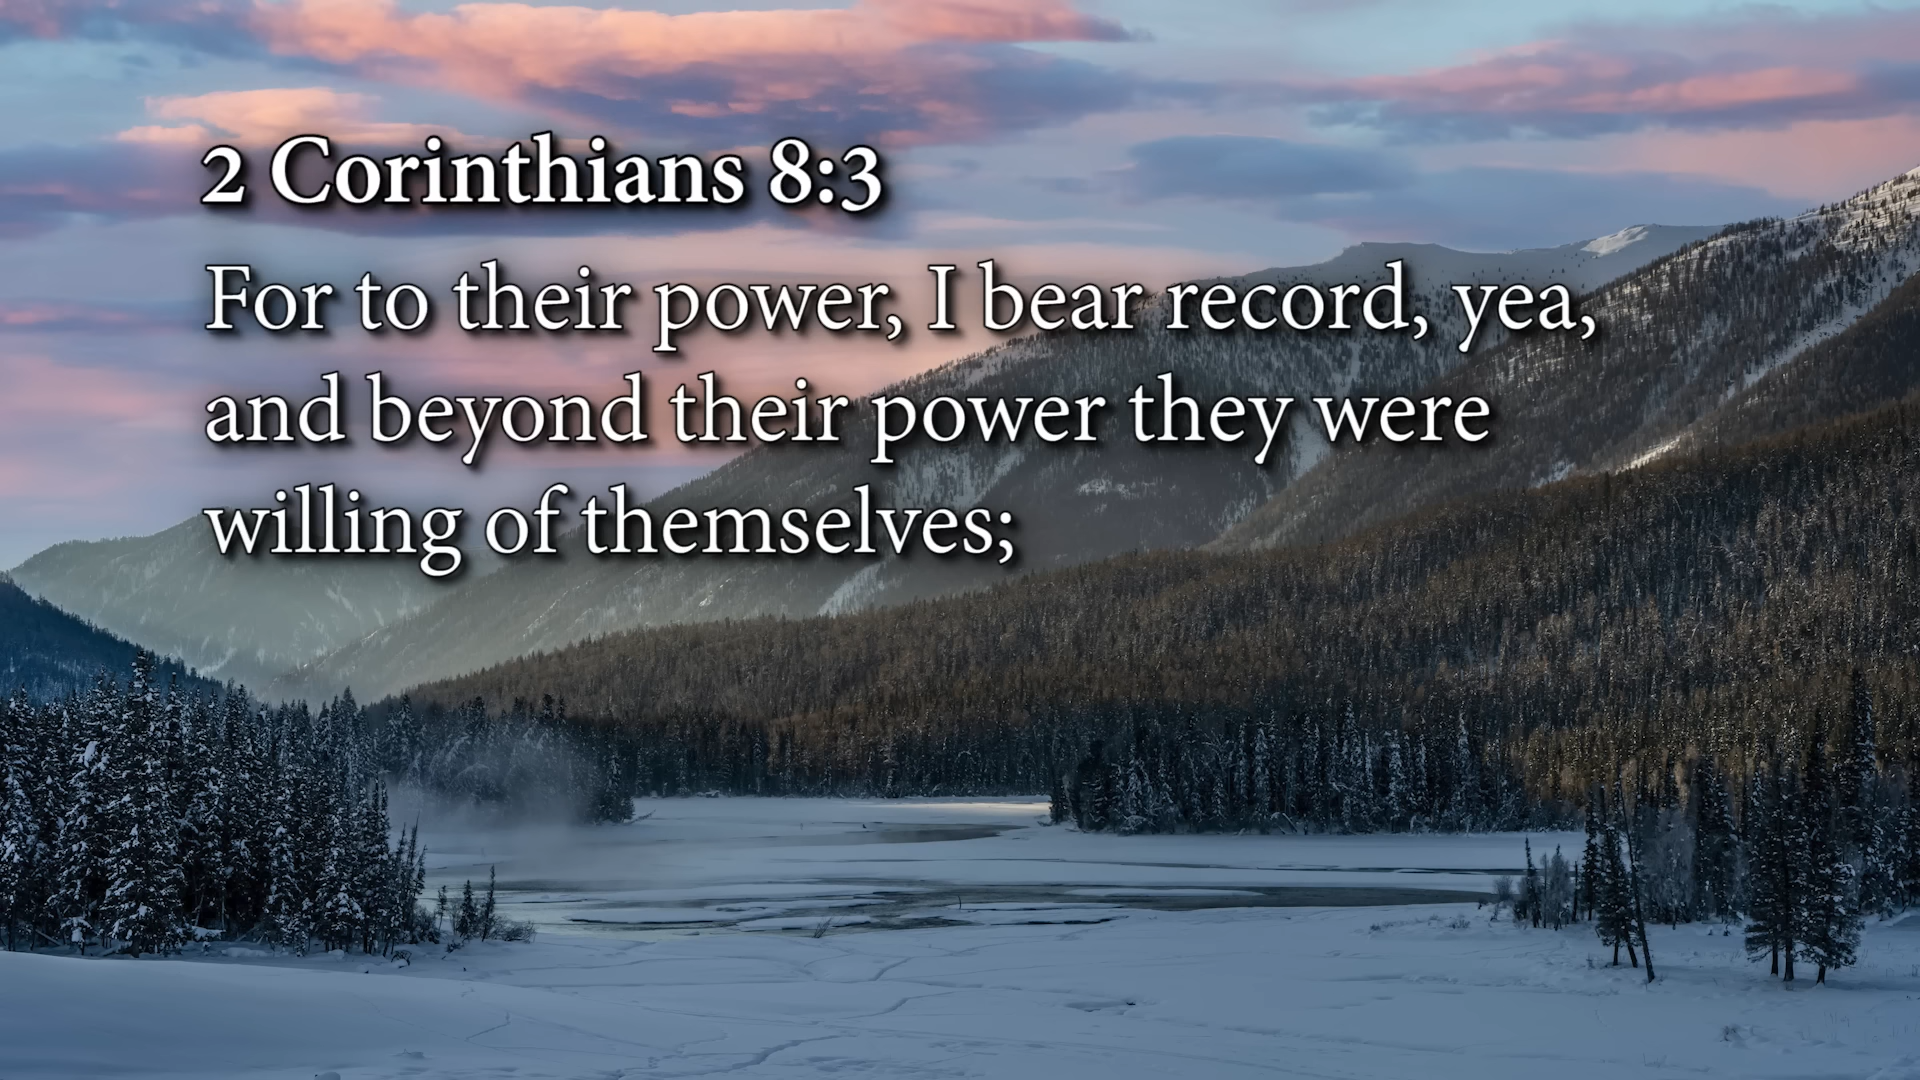 2 Corinthians 8:3
For to their power, I bear record, yea,
and beyond their power they were
willing of themselves;